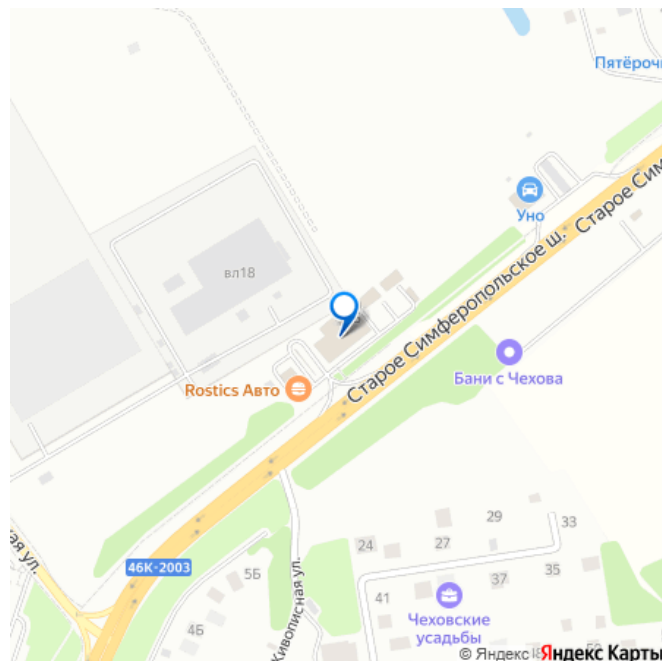 Пятёрочк
Старое Сим
Уно
вл18
Старое Симферопольское ш.
Бани с Чехова
Rostics Авто
33
29
24
27
ая ул.
46К-2003
35
5Б
37
41
Живописная ул.
Чеховские
усадьбы
4Б
© Яндекс Яндекс Карты